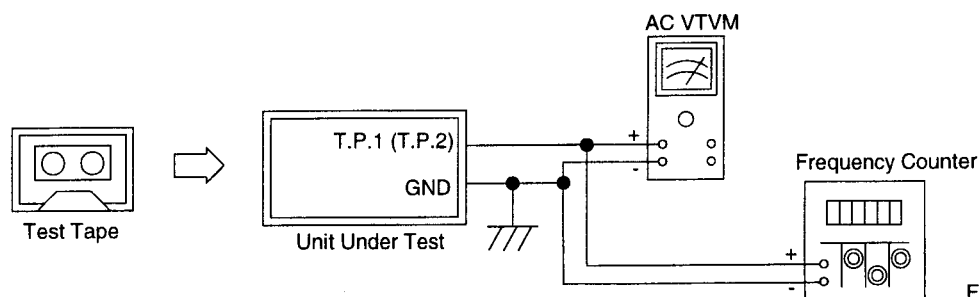 AC VTVM
T.P.1 (T.P.2)
+
-
GND
Frequency Counter
Test Tape
Unit Under Test
+
-